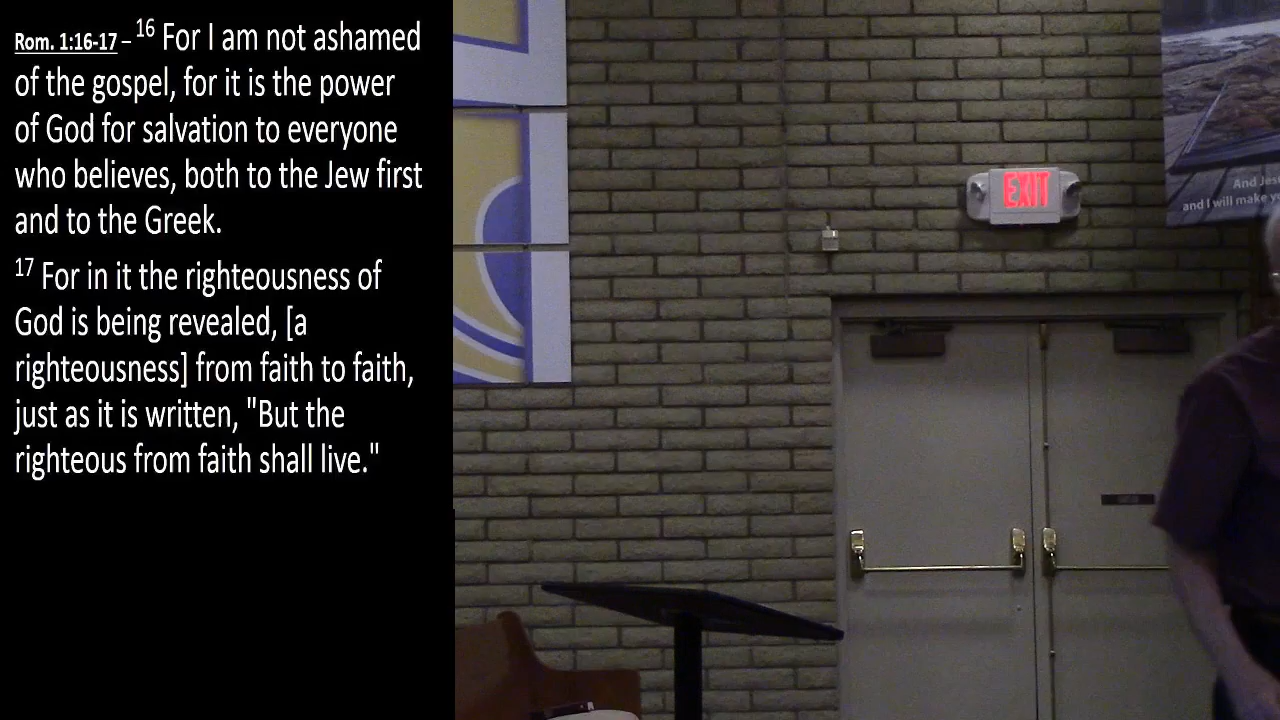 Rom. 1:16-17 – 16 For I am not ashamed
of the gospel, for it is the power
of God for salvation to everyone
who believes, both to the Jew first
and to the Greek.
17 For in it the righteousness of
God is being revealed, [a
righteousness] from faith to faith,
just as it is written, "But the
righteous from faith shall live."
EXIT
And Jes
and I will make y